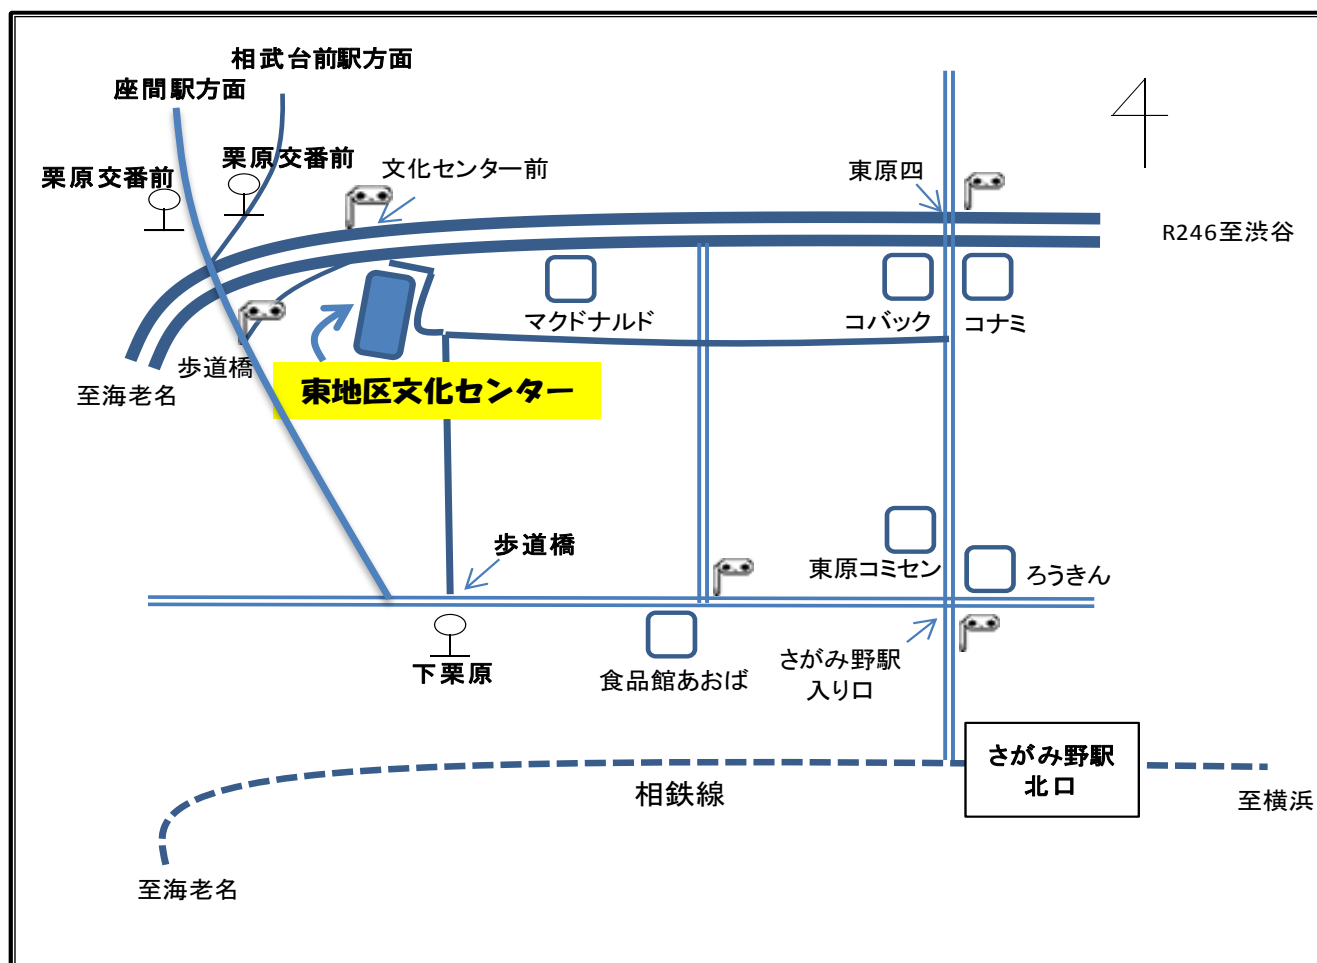 相武台前駅方面
座間駅方面
栗原交番前
栗原交番前
文化センター前
東原四
R246至渋谷
マクドナルド
コバック
コナミ
歩道橋
至海老名
東地区文化センター
歩道橋
東原コミセン
ろうきん
下栗原
食品館あおば
さがみ野駅
入り口
さがみ野駅
北口
相鉄線
至横浜
至海老名